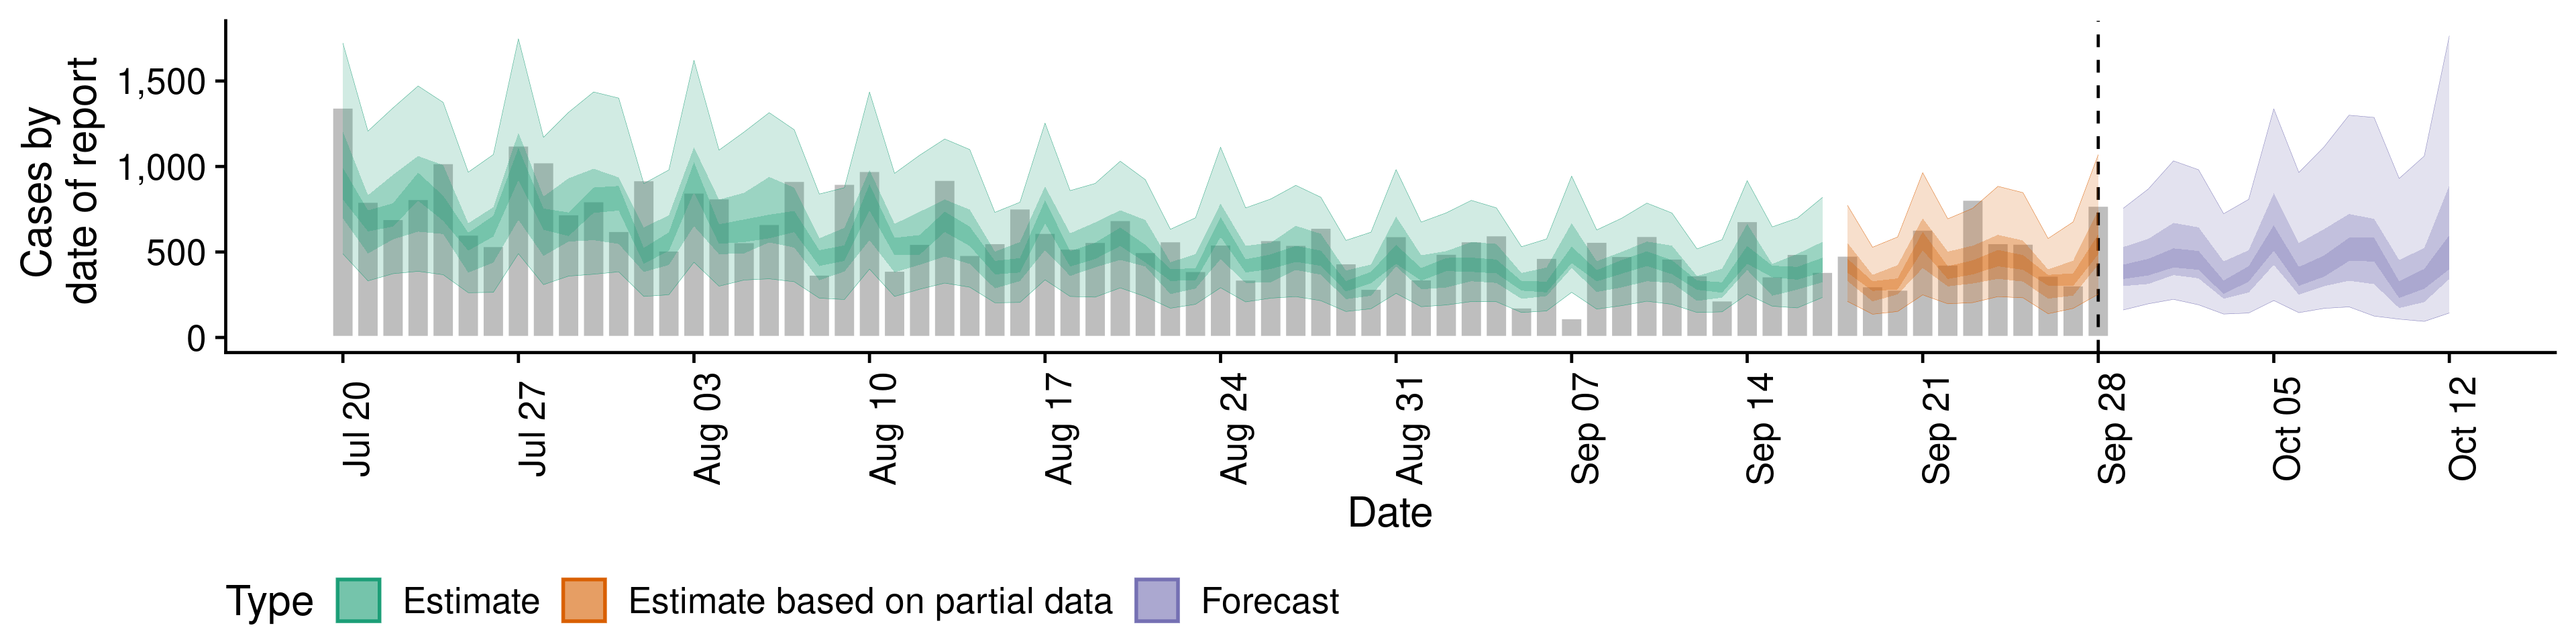 Cases by
date of report
1,500
1,000
500
0
Jul 20
Jul 27
Aug 03
Aug 10
Aug 17
Aug 24
Aug 31
Sep 07
Sep 14
Sep 21
Sep 28
Oct 05
Oct 12
Date
Type
Estimate
Estimate based on partial data
Forecast